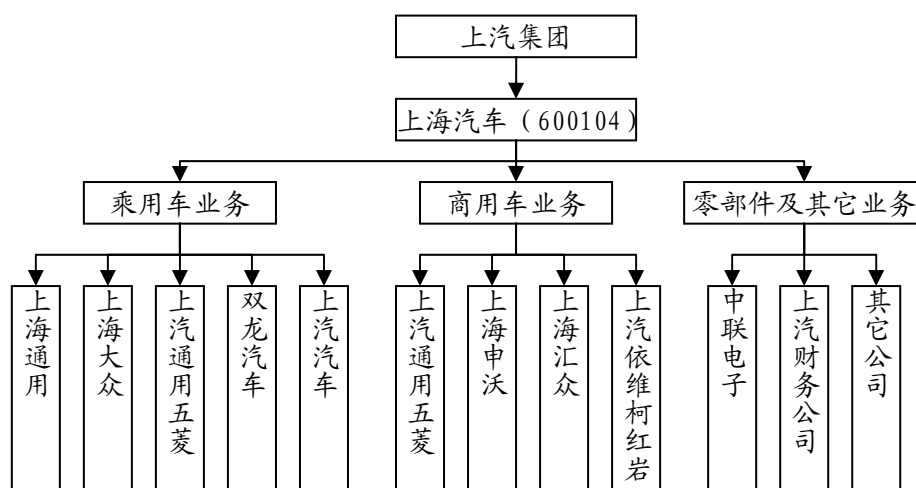 上汽集团
上海汽车（600104）
乘用车业务
商用车业务
零部件及其它业务
上海通用
上海大众
上汽通用五菱
双龙汽车
上汽汽车
上汽通用五菱
上海申沃
上海汇众
上汽依维柯红岩
中联电子
上汽财务公司
其它公司